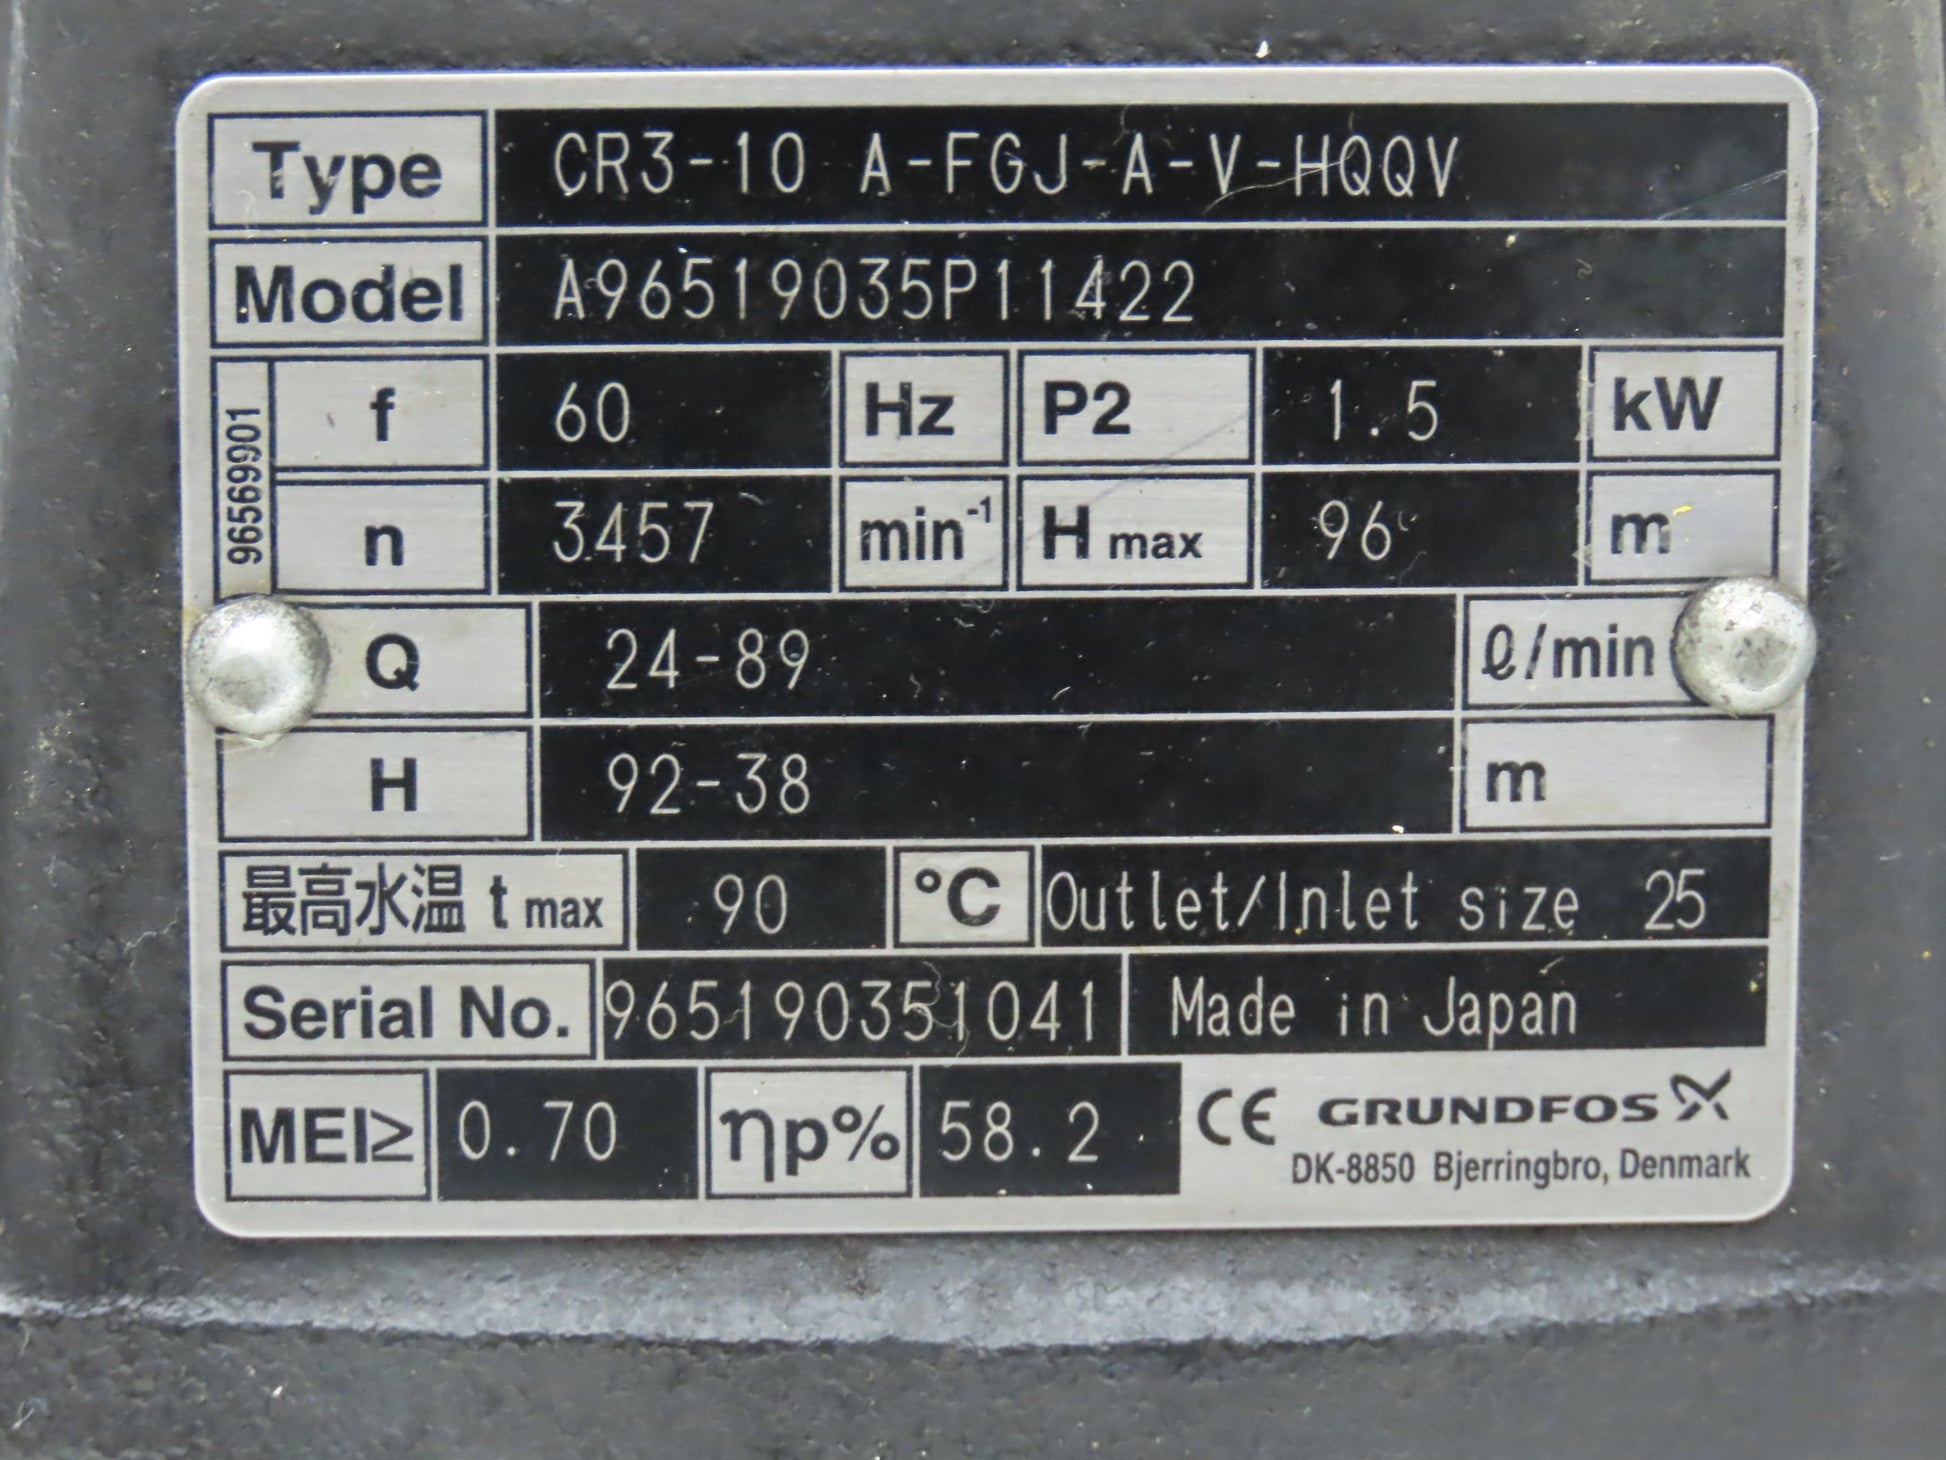 Type CR3-10 A-FGJ-A-V-HQQV
Model A96519035P11422
96569901
f 60 Hz P2 1.5 kW
n 3457 min⁻¹ H max 96 m
Q 24-89 ℓ/min
H 92-38 m
最高水温 t max 90 °C Outlet/Inlet size 25
Serial No. 965190351041 Made in Japan
MEI≥ 0.70 ηp% 58.2 CE GRUNDFOS
DK-8850 Bjerringbro, Denmark